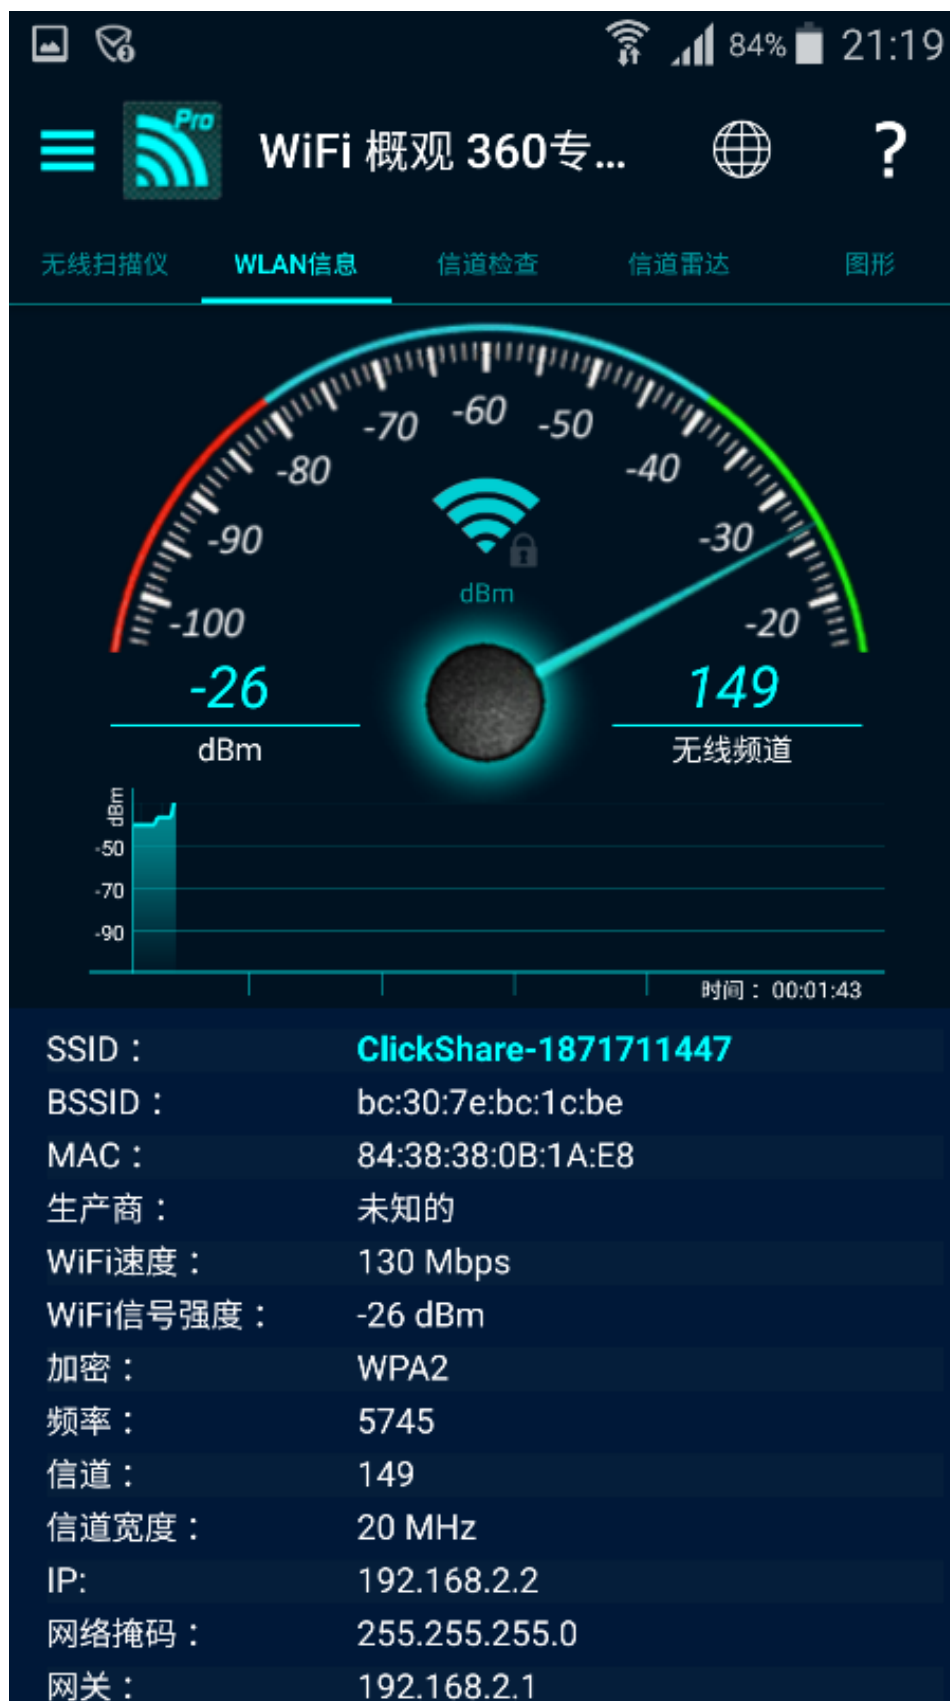 84% 21:19
Pro
WiFi 概观 360专...
?
无线扫描仪 WLAN信息 信道检查 信道雷达 图形
-100 -90 -80 -70 -60 -50 -40 -30 -20
dBm
-26
dBm
149
无线频道
dBm
-50
-70
-90
时间： 00:01:43
SSID： ClickShare-1871711447
BSSID： bc:30:7e:bc:1c:be
MAC： 84:38:38:0B:1A:E8
生产商： 未知的
WiFi速度： 130 Mbps
WiFi信号强度： -26 dBm
加密： WPA2
频率： 5745
信道： 149
信道宽度： 20 MHz
IP: 192.168.2.2
网络掩码： 255.255.255.0
网关： 192.168.2.1